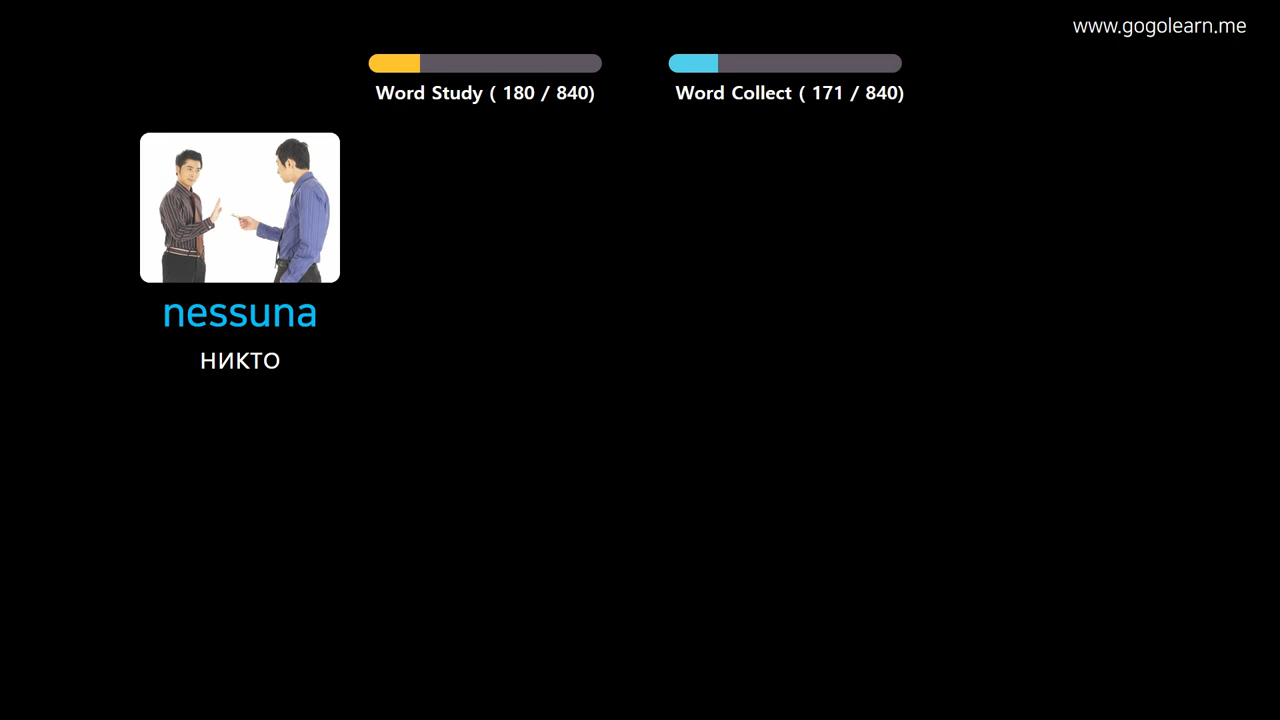 www.gogolearn.me
Word Study ( 180 / 840)
Word Collect ( 171 / 840)
nessuna
никто